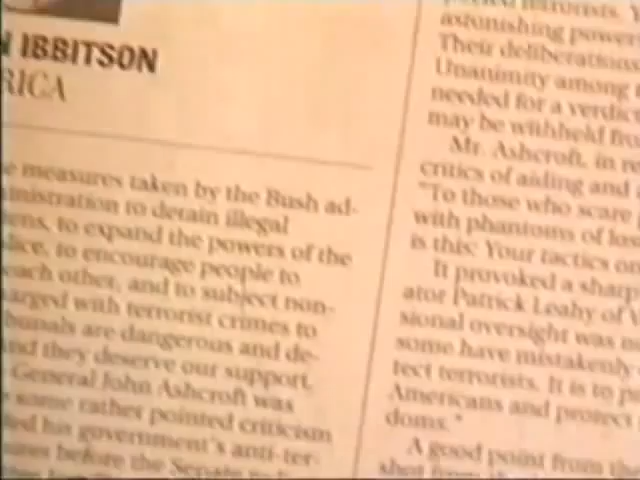 N IBBITSON
RICA
e measures taken by the Bush ad-
ministration to detain illegal
ens, to expand the powers of the
lice, to encourage people to
each other, and to subject non-
arged with terrorist crimes to
bunals are dangerous and de-
nd they deserve our support.
General John Ashcroft was
some rather pointed criticism
ed his government's anti-ter-
ures before the Senate
terrorists.
astonishing power
Their deliberations
Unanimity among
needed for a verdict
may be withheld fro
Mr. Ashcroft, in re
critics of aiding and
"To those who scare
with phantoms of los
is this: Your tactics on
It provoked a sharp
ator Patrick Leahy of V
sional oversight was n
some have mistakenly
tect terrorists. It is to p
Americans and protect
doms."
A good point from th
shot from